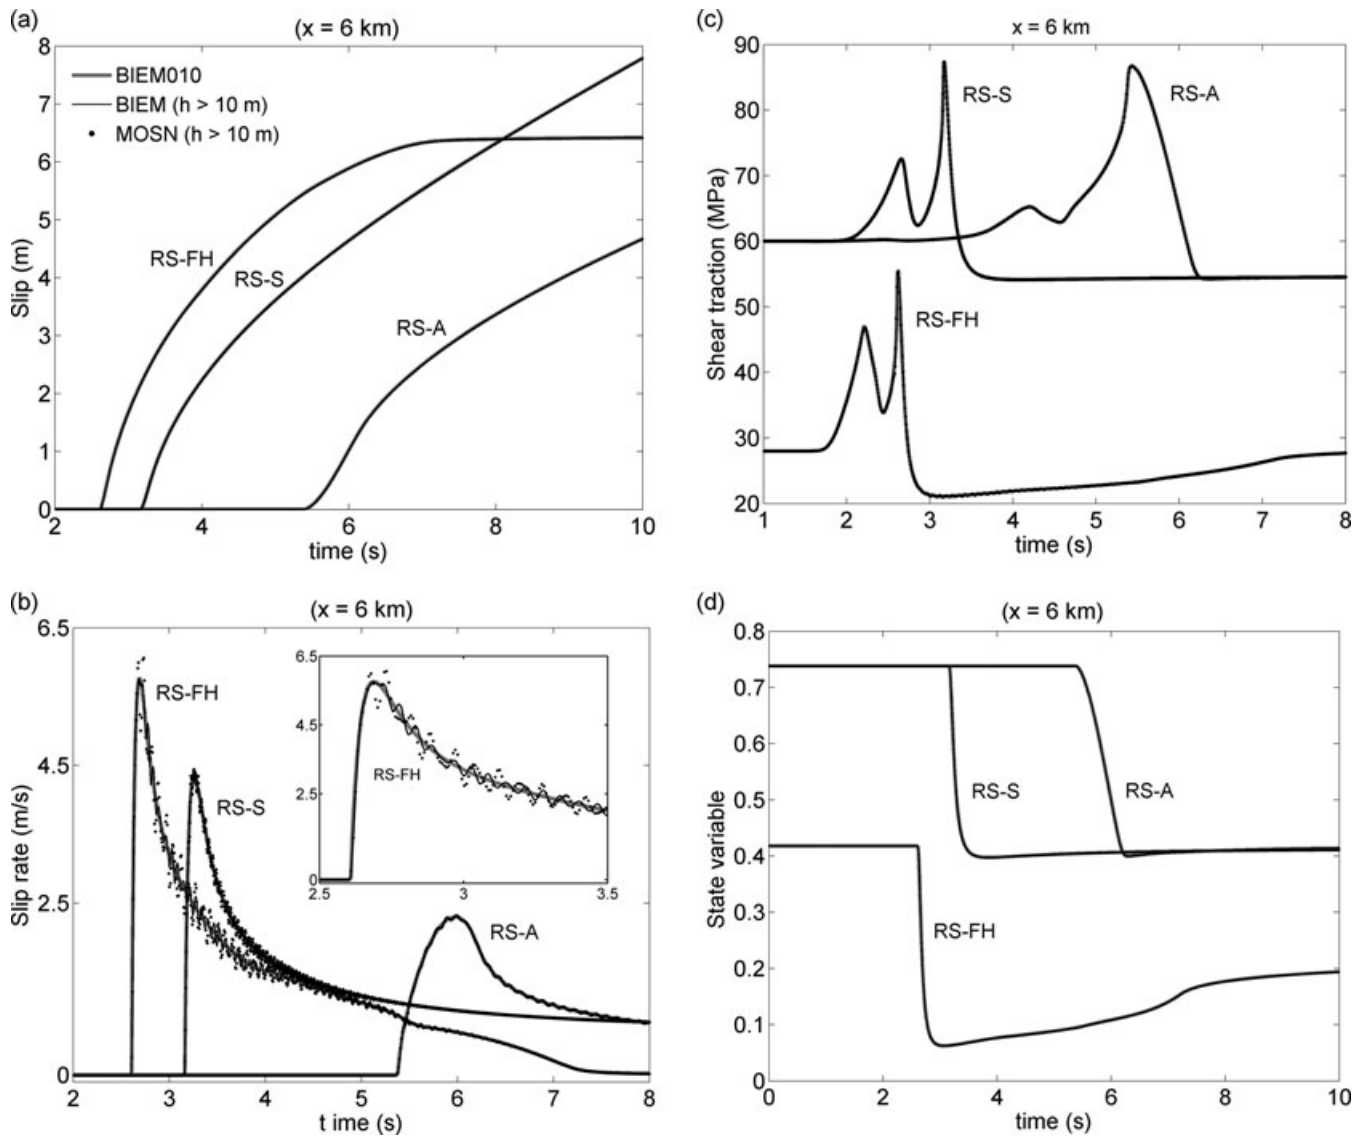 (a)
(x = 6 km)
8
7
6
5
4
3
2
1
0
Slip (m)
BIEM010
BIEM (h > 10 m)
MOSN (h > 10 m)
RS-FH
RS-S
RS-A
2
4
6
8
10
time (s)
(c)
x = 6 km
90
80
70
60
50
40
30
20
Shear traction (MPa)
RS-S
RS-A
RS-FH
1
2
3
4
5
6
7
8
time (s)
(b)
(x = 6 km)
6.5
4.5
2.5
0
Slip rate (m/s)
RS-FH
RS-S
RS-A
6.5
4.5
2.5
0
RS-FH
2.5
3
3.5
2
3
4
5
6
7
8
t ime (s)
(d)
(x = 6 km)
0.8
0.7
0.6
0.5
0.4
0.3
0.2
0.1
0
State variable
RS-S
RS-A
RS-FH
0
2
4
6
8
10
time (s)